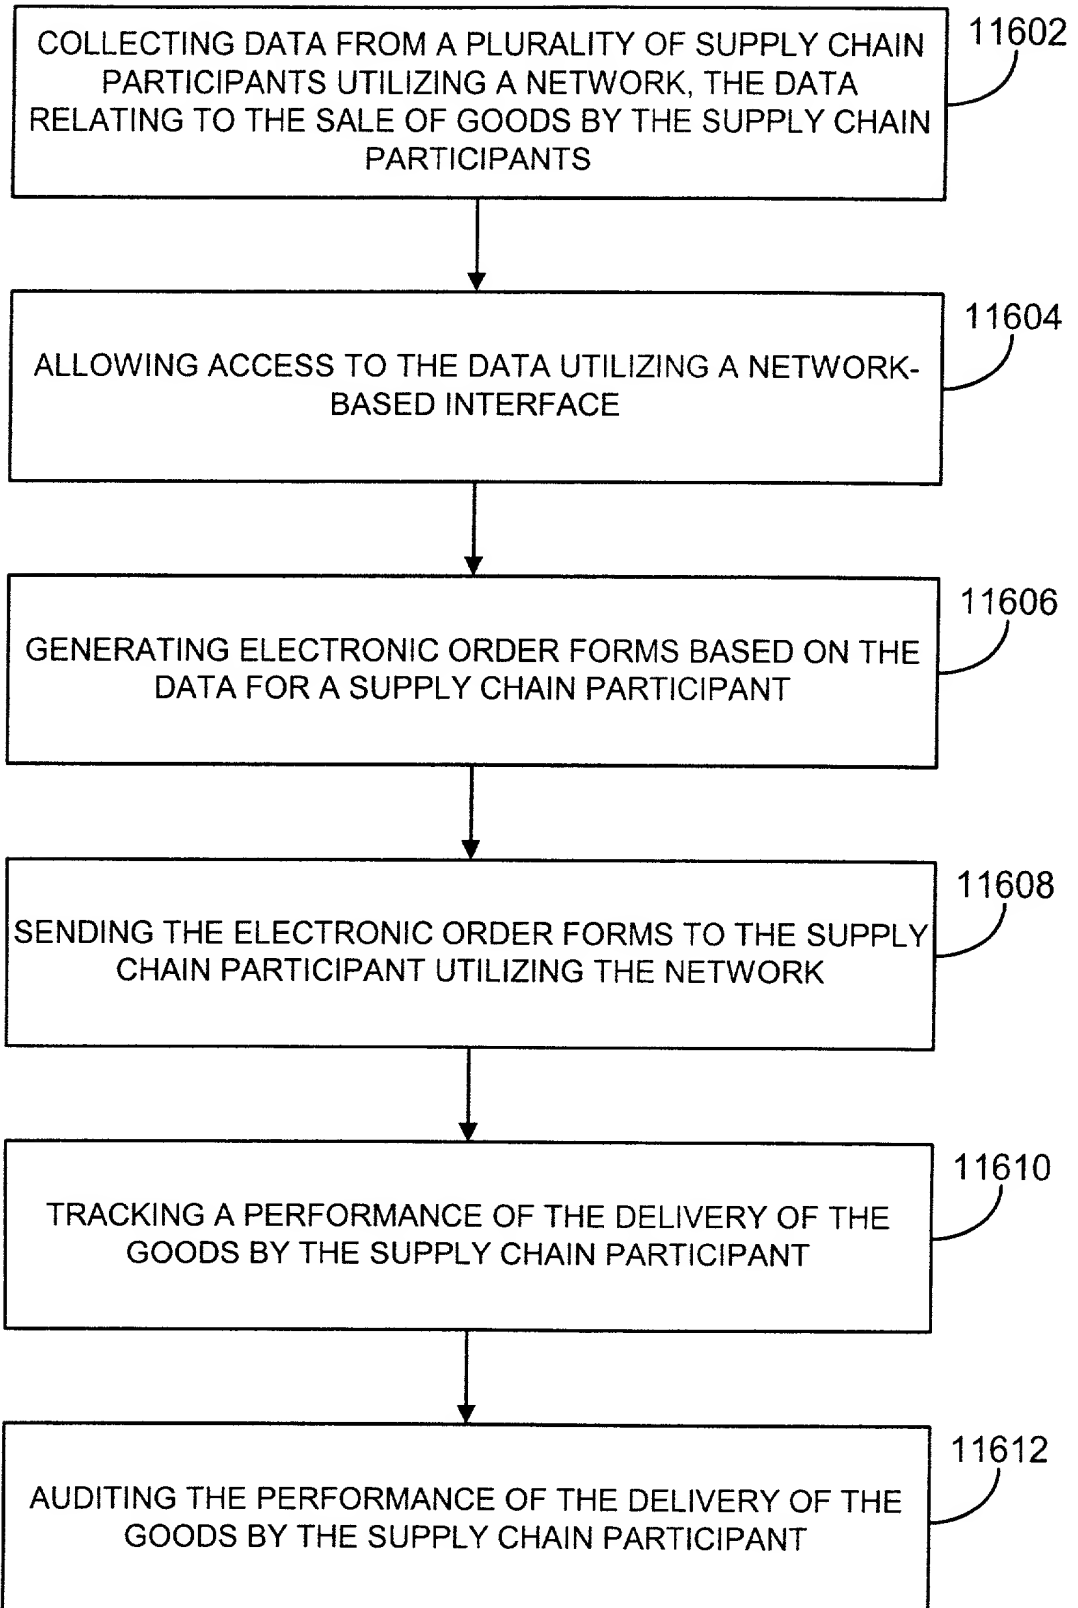 COLLECTING DATA FROM A PLURALITY OF SUPPLY CHAIN
PARTICIPANTS UTILIZING A NETWORK, THE DATA
RELATING TO THE SALE OF GOODS BY THE SUPPLY CHAIN
PARTICIPANTS
11602
ALLOWING ACCESS TO THE DATA UTILIZING A NETWORK-
BASED INTERFACE
11604
GENERATING ELECTRONIC ORDER FORMS BASED ON THE
DATA FOR A SUPPLY CHAIN PARTICIPANT
11606
SENDING THE ELECTRONIC ORDER FORMS TO THE SUPPLY
CHAIN PARTICIPANT UTILIZING THE NETWORK
11608
TRACKING A PERFORMANCE OF THE DELIVERY OF THE
GOODS BY THE SUPPLY CHAIN PARTICIPANT
11610
AUDITING THE PERFORMANCE OF THE DELIVERY OF THE
GOODS BY THE SUPPLY CHAIN PARTICIPANT
11612